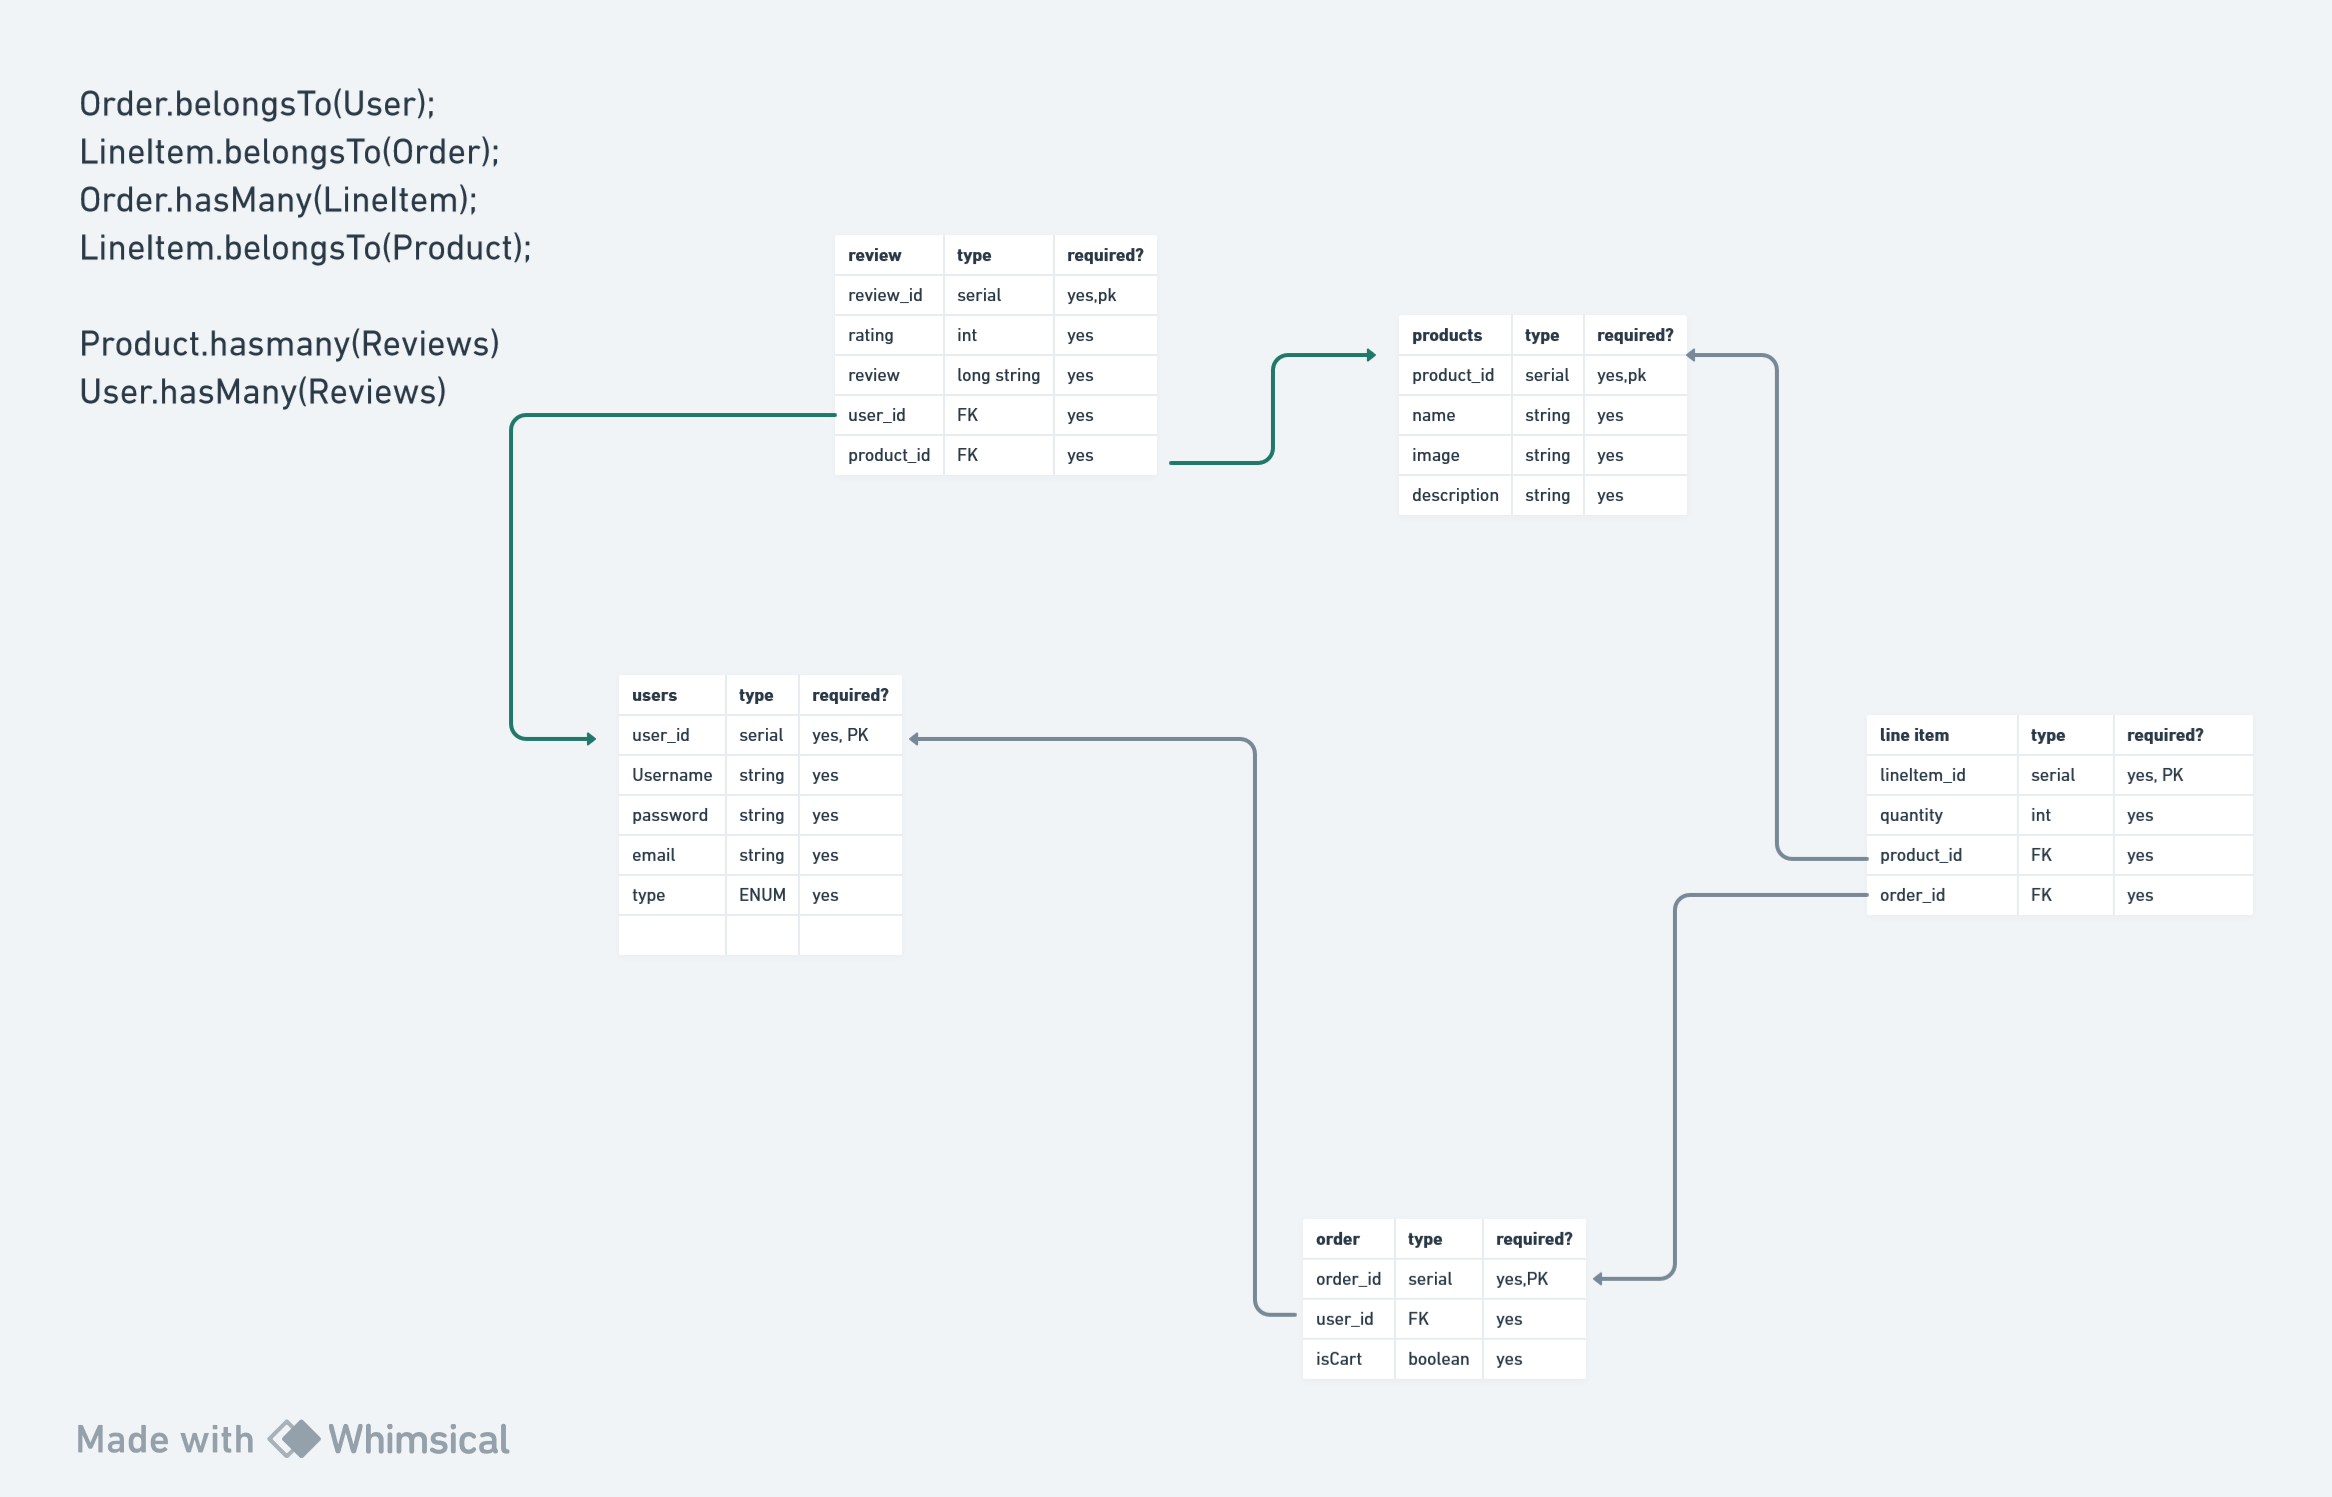 Order.belongsTo(User);
LineItem.belongsTo(Order);
Order.hasMany(LineItem);
LineItem.belongsTo(Product);
Product.hasmany(Reviews)
User.hasMany(Reviews)
review type required?
review_id serial yes,pk
rating int yes
review long string yes
user_id FK yes
product_id FK yes
products type required?
product_id serial yes,pk
name string yes
image string yes
description string yes
users type required?
user_id serial yes, PK
Username string yes
password string yes
email string yes
type ENUM yes
line item type required?
lineItem_id serial yes, PK
quantity int yes
product_id FK yes
order_id FK yes
order type required?
order_id serial yes,PK
user_id FK yes
isCart boolean yes
Made with Whimsical